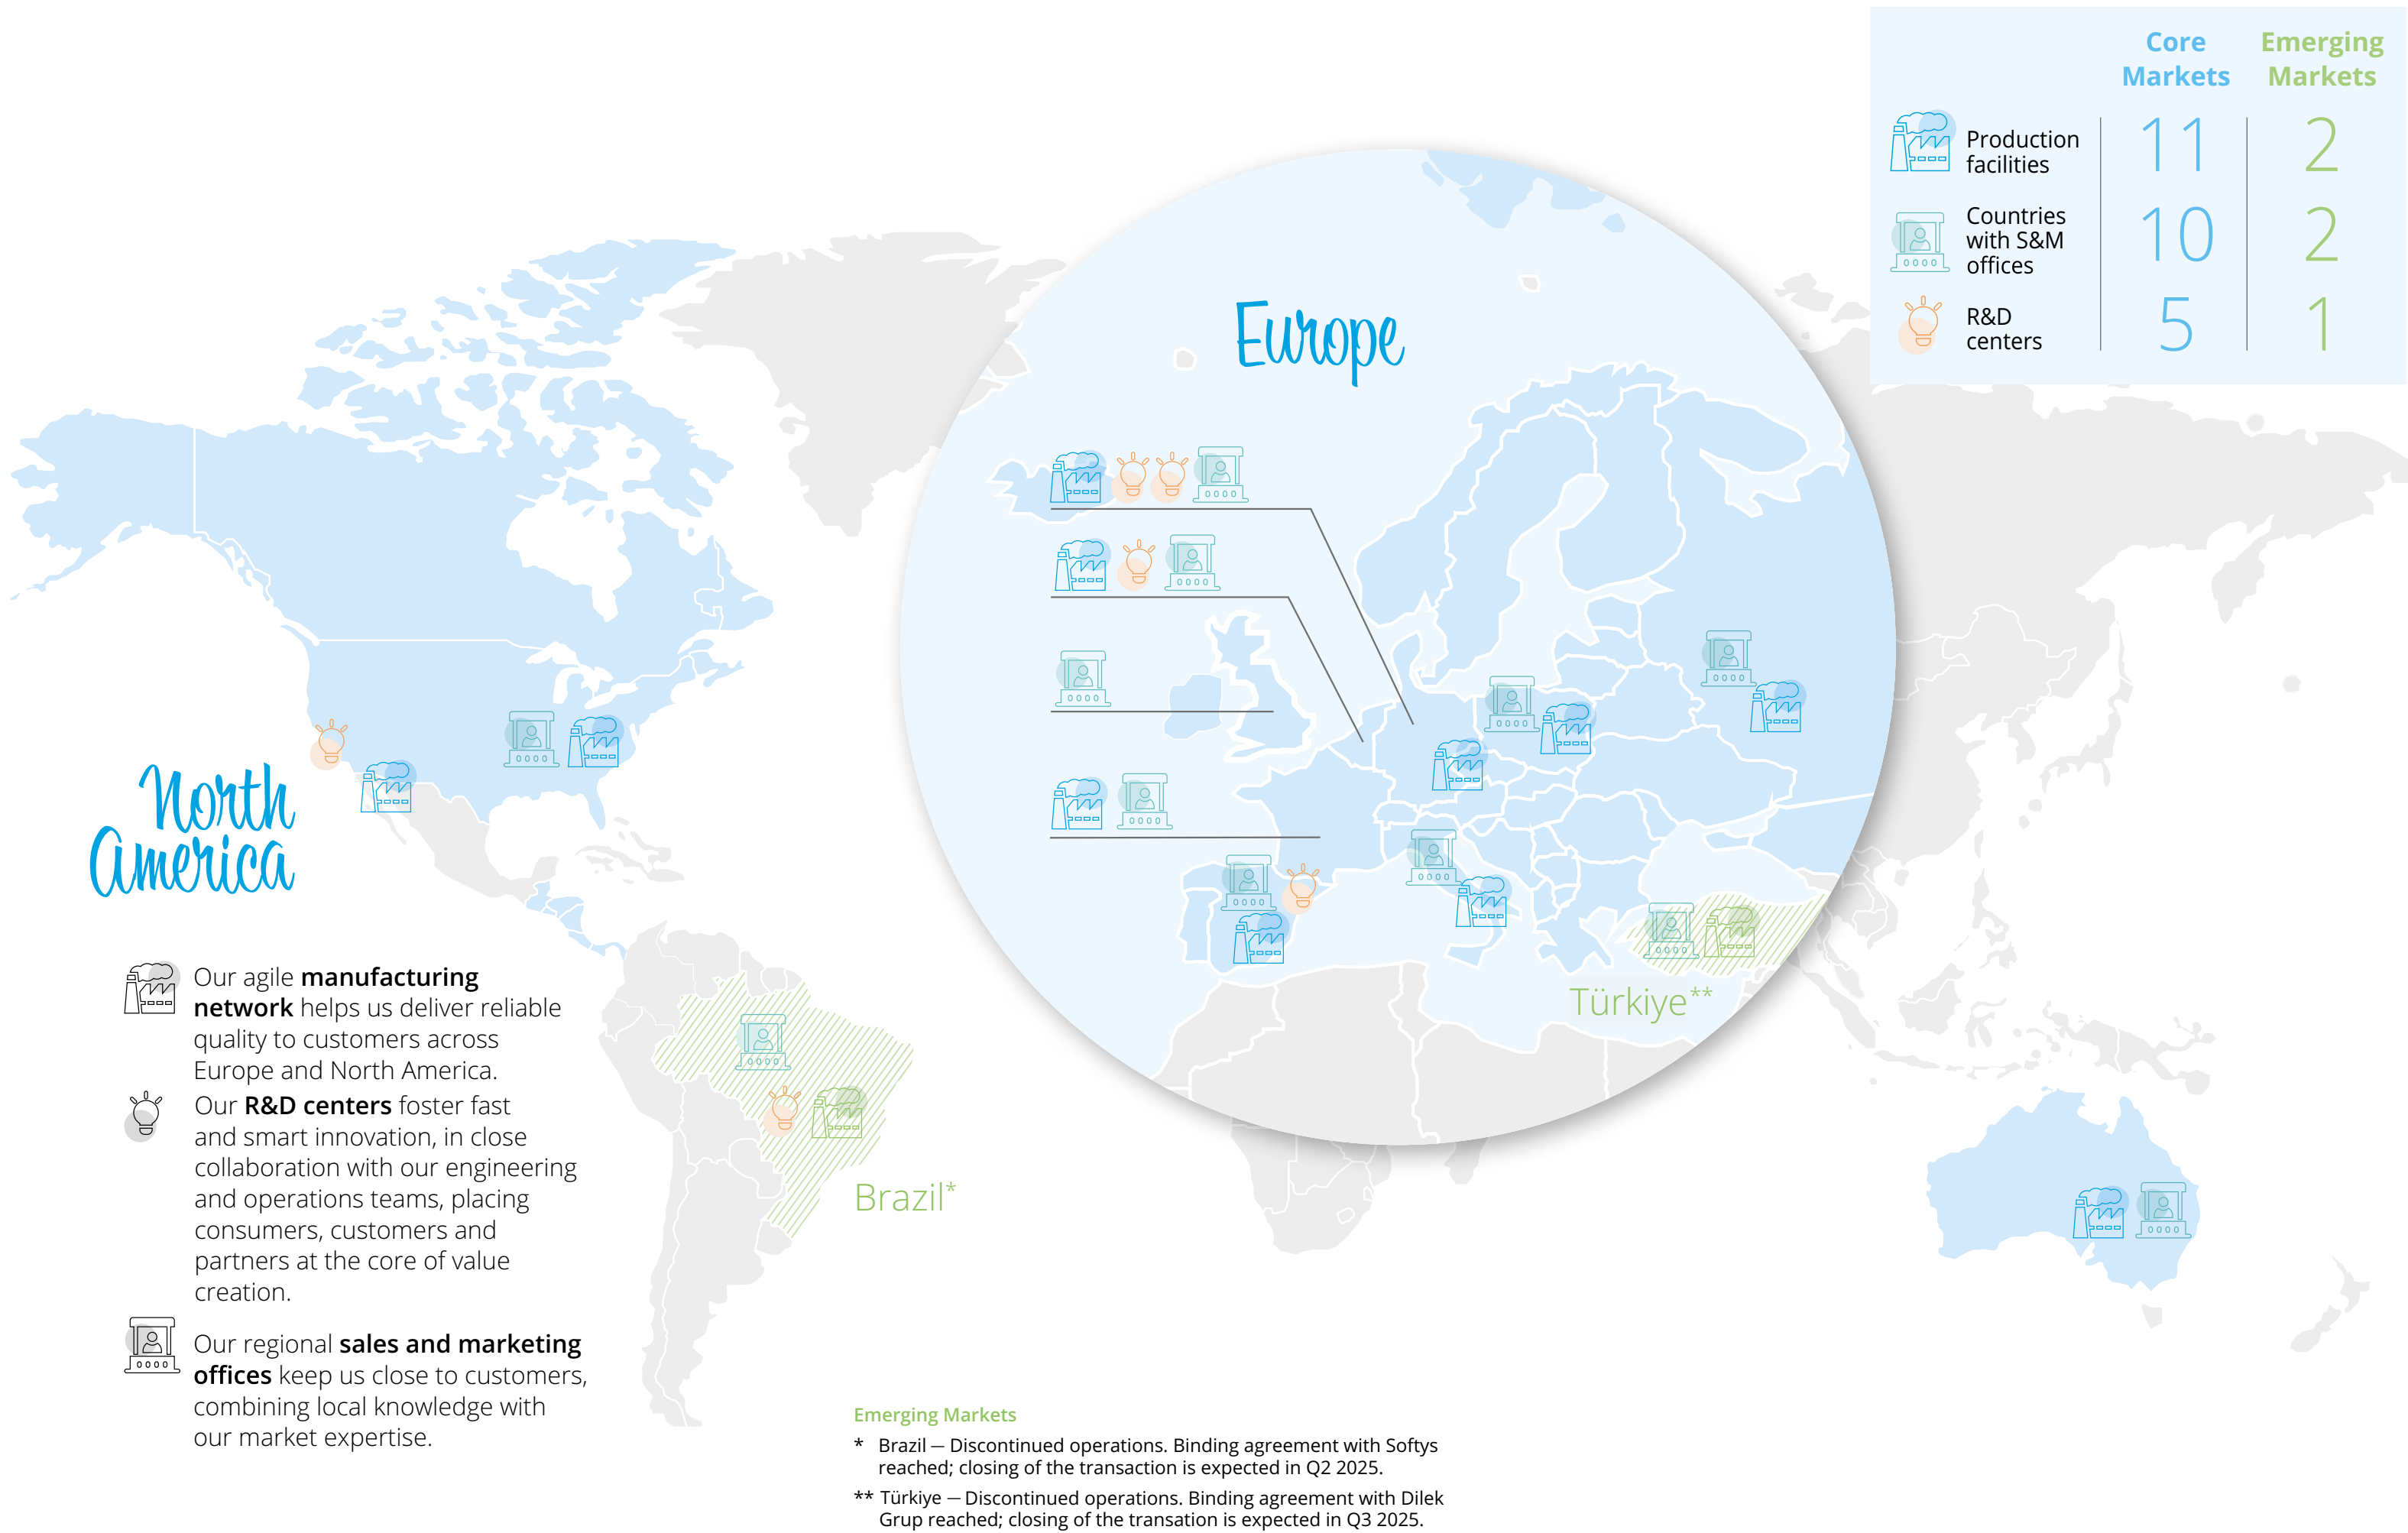 Core
Markets
Emerging
Markets
Production
facilities
11
2
Countries
with S&M
offices
10
2
R&D
centers
5
1
Europe
North
America
Türkiye**
Brazil*
Our agile manufacturing
network helps us deliver reliable
quality to customers across
Europe and North America.
Our R&D centers foster fast
and smart innovation, in close
collaboration with our engineering
and operations teams, placing
consumers, customers and
partners at the core of value
creation.
Our regional sales and marketing
offices keep us close to customers,
combining local knowledge with
our market expertise.
Emerging Markets
* Brazil — Discontinued operations. Binding agreement with Softys
reached; closing of the transaction is expected in Q2 2025.
** Türkiye — Discontinued operations. Binding agreement with Dilek
Grup reached; closing of the transation is expected in Q3 2025.